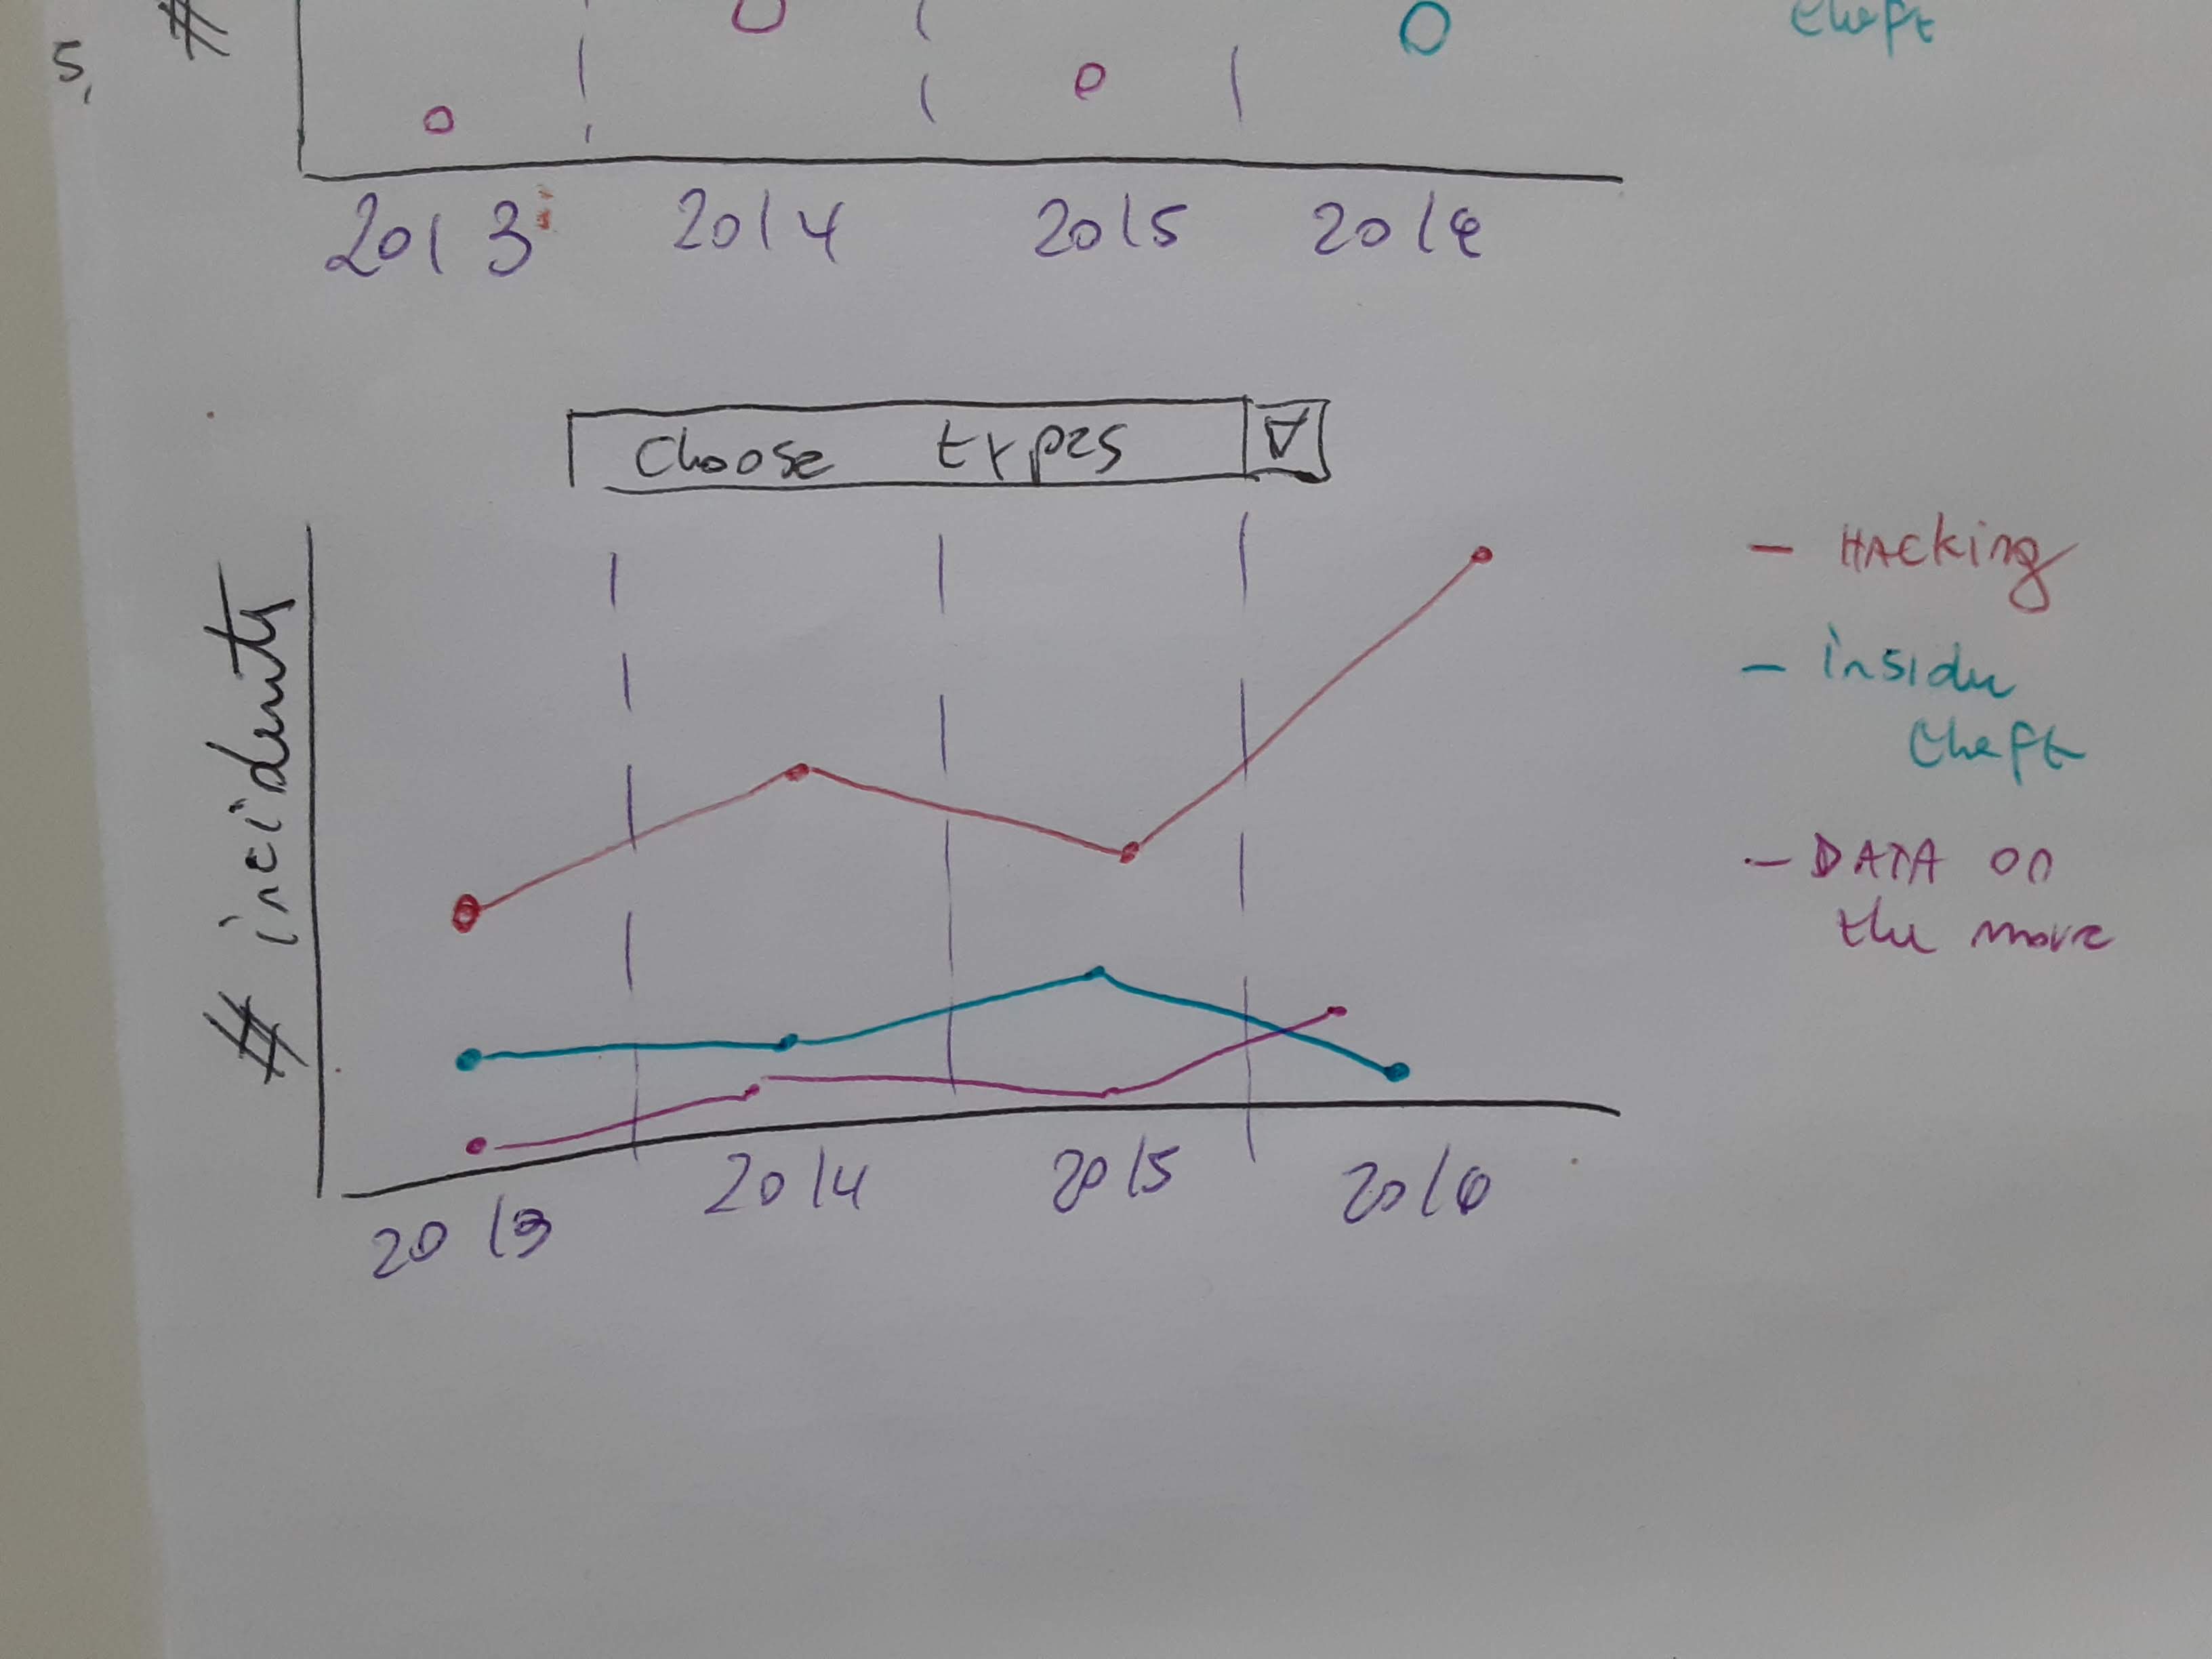 theft
#
5,
2013
2014
2015
2016
Choose types
# incidents
- HAcking
- insider
theft
- DATA on
the move
2013
2014
2015
2016